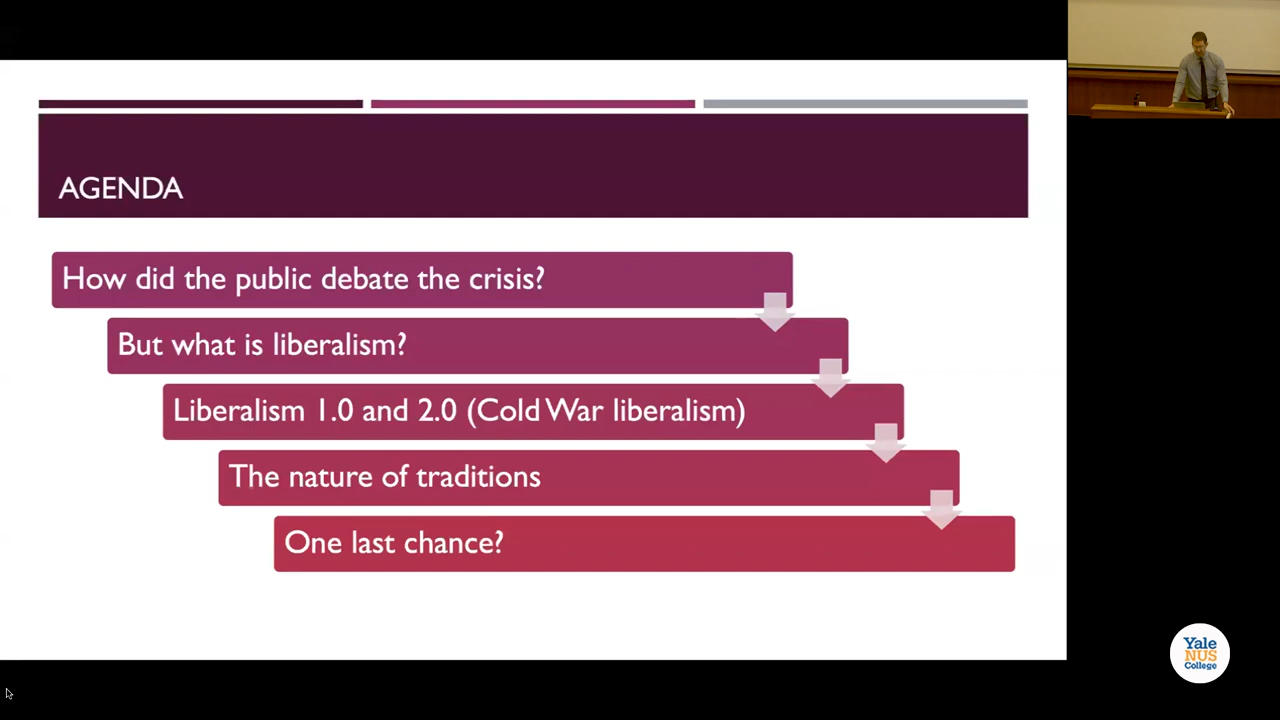 AGENDA
How did the public debate the crisis?
But what is liberalism?
Liberalism 1.0 and 2.0 (Cold War liberalism)
The nature of traditions
One last chance?
Yale
NUS
College